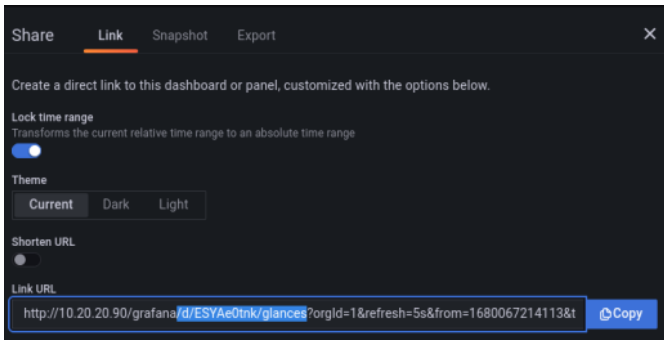 Share Link Snapshot Export
Create a direct link to this dashboard or panel, customized with the options below.
Lock time range
Transforms the current relative time range to an absolute time range
Theme
Current Dark Light
Shorten URL
Link URL
http://10.20.20.90/grafana/d/ESYAe0tnk/glances?orgId=1&refresh=5s&from=1680067214113&t Copy